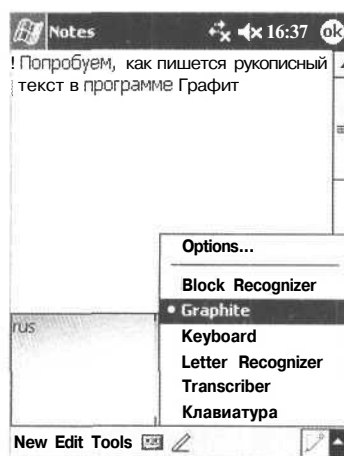 Notes 16:37 ok
! Попробуем, как пишется рукописный
текст в программе Графит
Options...
Block Recognizer
• Graphite
Keyboard
Letter Recognizer
Transcriber
Клавиатура
rus
New Edit Tools